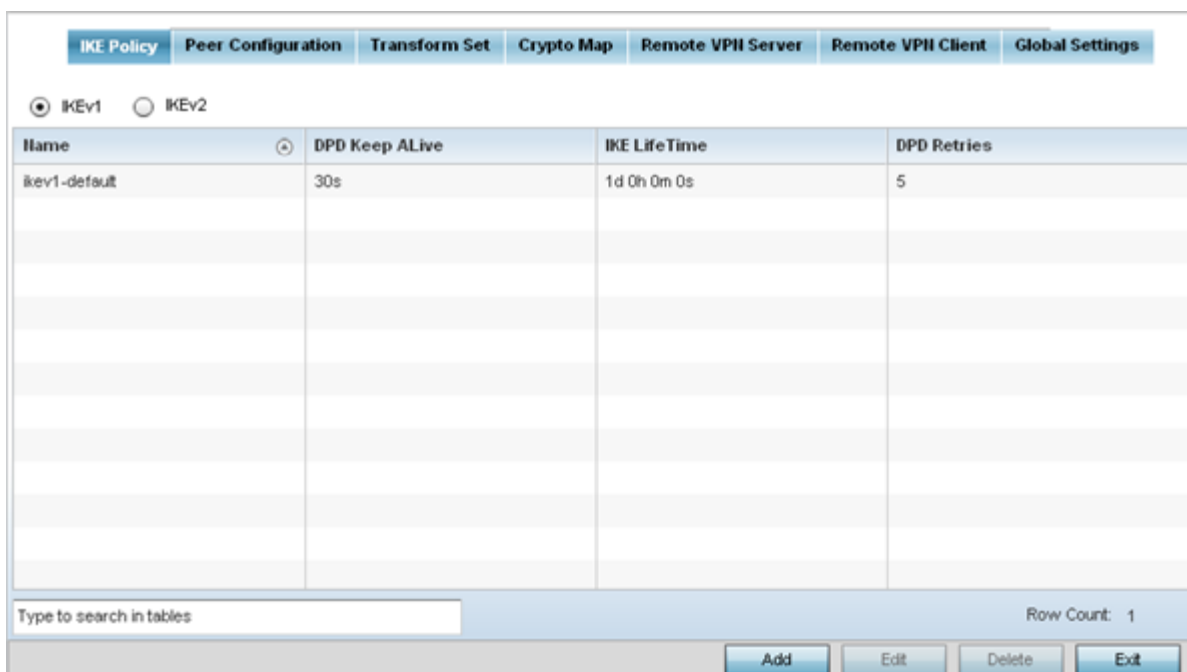 IKE Policy Peer Configuration Transform Set Crypto Map Remote VPN Server Remote VPN Client Global Settings
IKEv1 IKEv2
Name DPD Keep ALive IKE LifeTime DPD Retries
ikev1-default 30s 1d 0h 0m 0s 5
Type to search in tables Row Count: 1
Add Edit Delete Exit